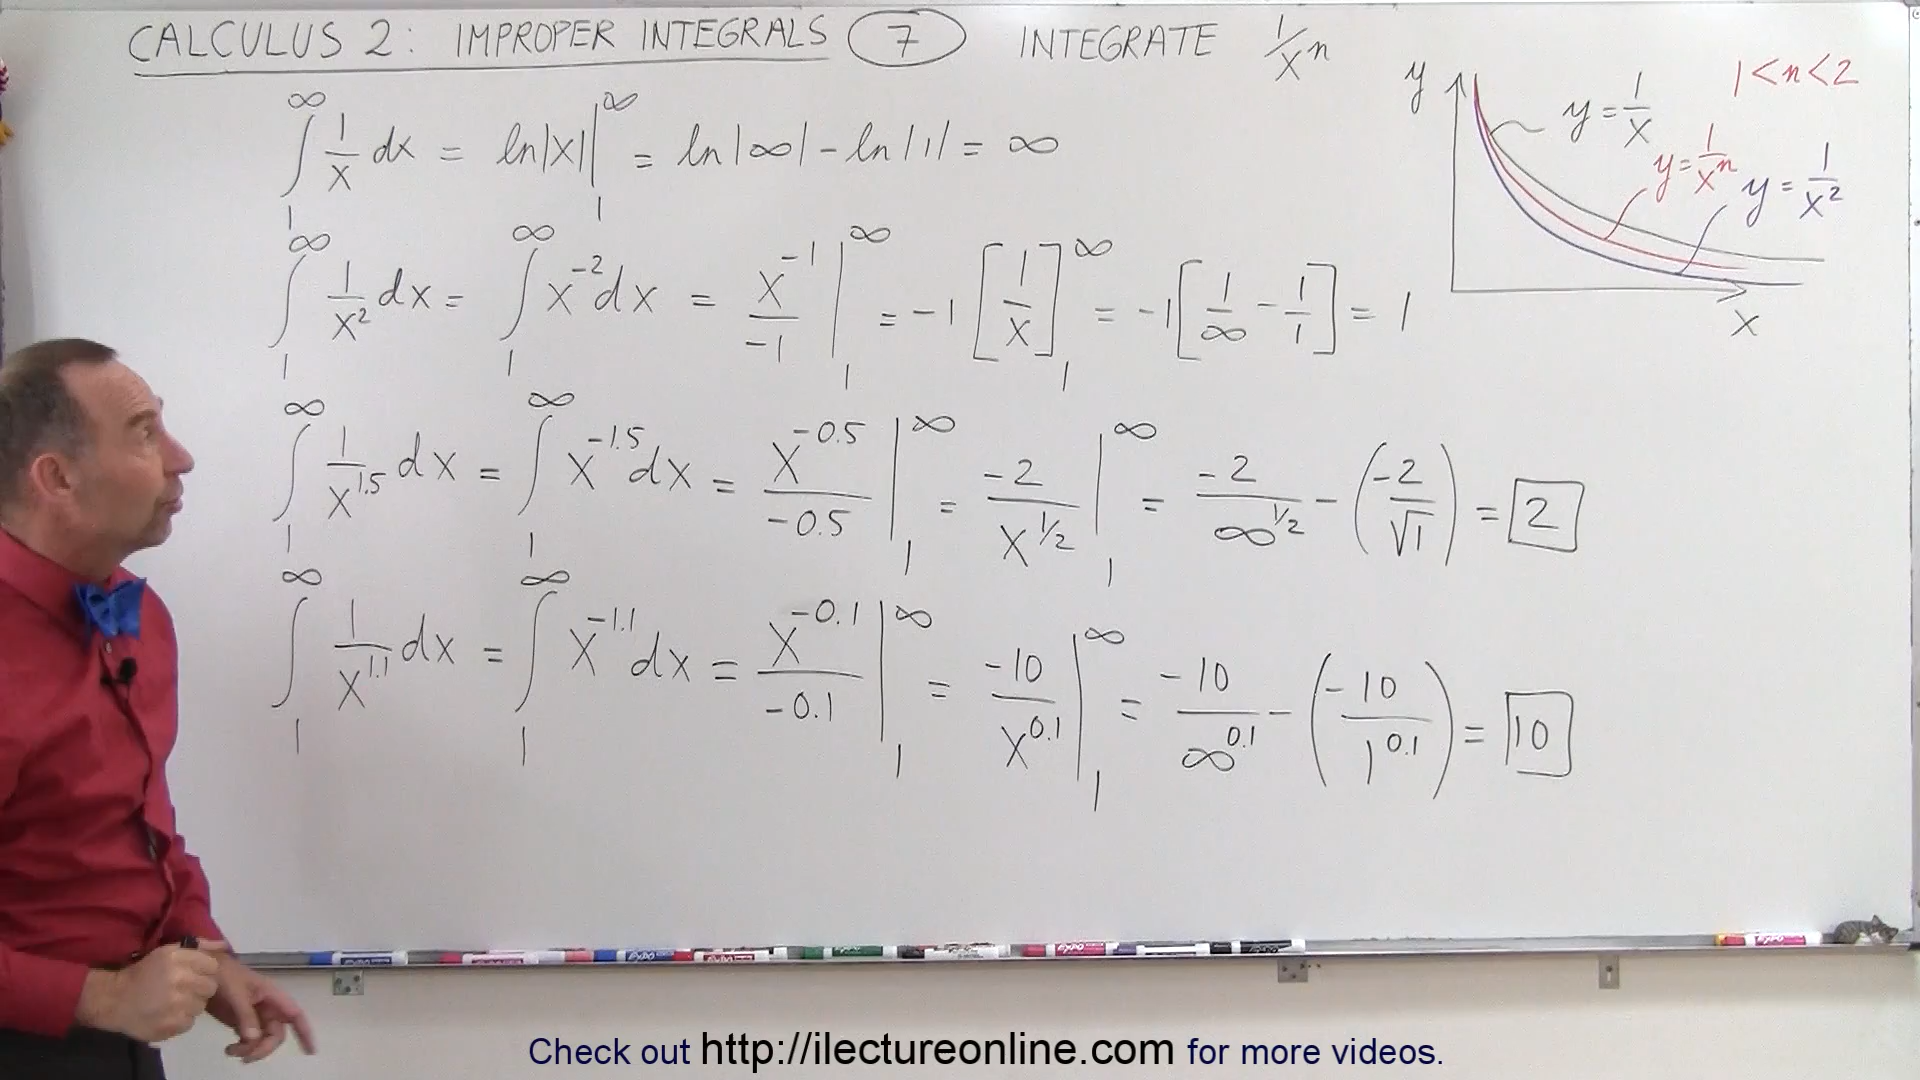 CALCULUS 2: IMPROPER INTEGRALS 7 INTEGRATE 1/xⁿ
∫₁^∞ 1/x dx = ln|x| |₁^∞ = ln|∞| - ln|1| = ∞
∫₁^∞ 1/x² dx = ∫₁^∞ x⁻² dx = x⁻¹/-1 |₁^∞ = -1[1/x]₁^∞ = -1[1/∞ - 1/1] = 1
∫₁^∞ 1/x^1.5 dx = ∫₁^∞ x^-1.5 dx = x^-0.5/-0.5 |₁^∞ = -2/x^1/2 |₁^∞ = -2/∞^1/2 - (-2/√1) = 2
∫₁^∞ 1/x^1.1 dx = ∫₁^∞ x^-1.1 dx = x^-0.1/-0.1 |₁^∞ = -10/x^0.1 |₁^∞ = -10/∞^0.1 - (-10/1^0.1) = 10
y
1<n<2
y = 1/x
y = 1/xⁿ
y = 1/x²
x
Check out http://ilectureonline.com for more videos.